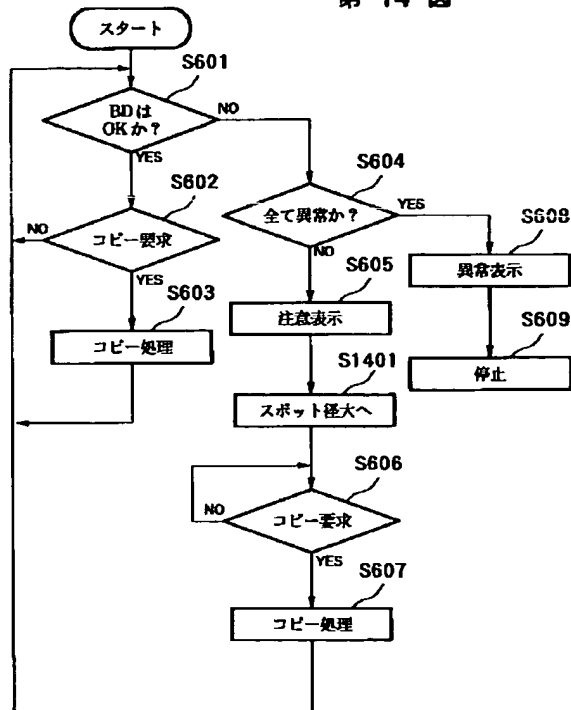 第 14 図
スタート
S601
BDは
OKか?
NO
YES
S602
コピー要求
NO
YES
S603
コピー処理
S604
全て異常か?
YES
NO
S605
注意表示
S608
異常表示
S609
停止
S1401
スポット径大へ
S606
コピー要求
NO
YES
S607
コピー処理